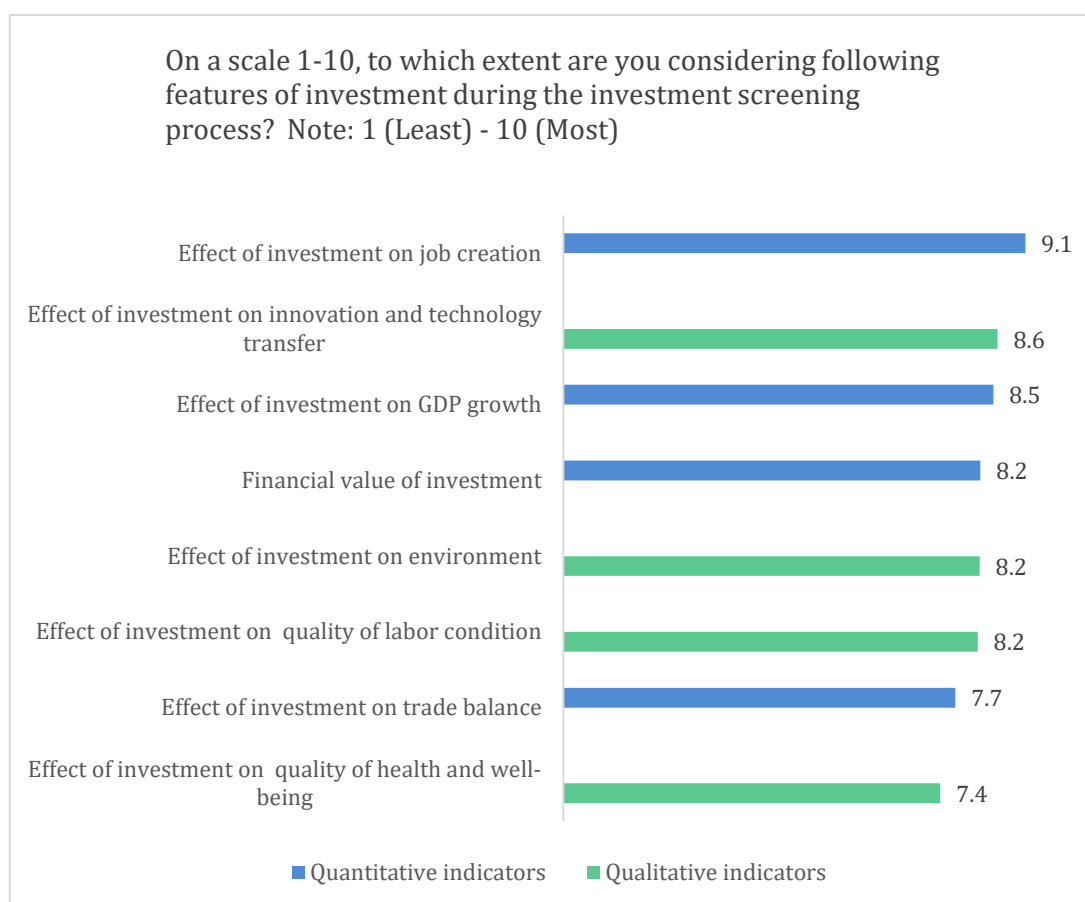 On a scale 1-10, to which extent are you considering following
features of investment during the investment screening
process?  Note: 1 (Least) - 10 (Most)
Effect of investment on job creation
9.1
Effect of investment on innovation and technology
transfer
8.6
Effect of investment on GDP growth
8.5
Financial value of investment
8.2
Effect of investment on environment
8.2
Effect of investment on  quality of labor condition
8.2
Effect of investment on trade balance
7.7
Effect of investment on  quality of health and well-
being
7.4
Quantitative indicators
Qualitative indicators